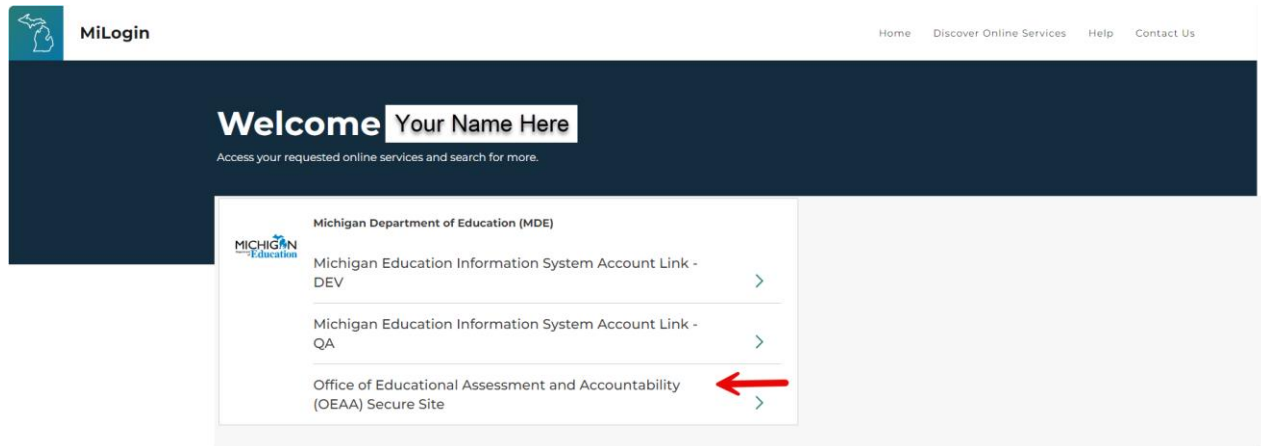 MiLogin
Home Discover Online Services Help Contact Us
Welcome Your Name Here
Access your requested online services and search for more.
Michigan Department of Education (MDE)
MICHIGAN
Education
Michigan Education Information System Account Link -
DEV
Michigan Education Information System Account Link -
QA
Office of Educational Assessment and Accountability
(OEAA) Secure Site